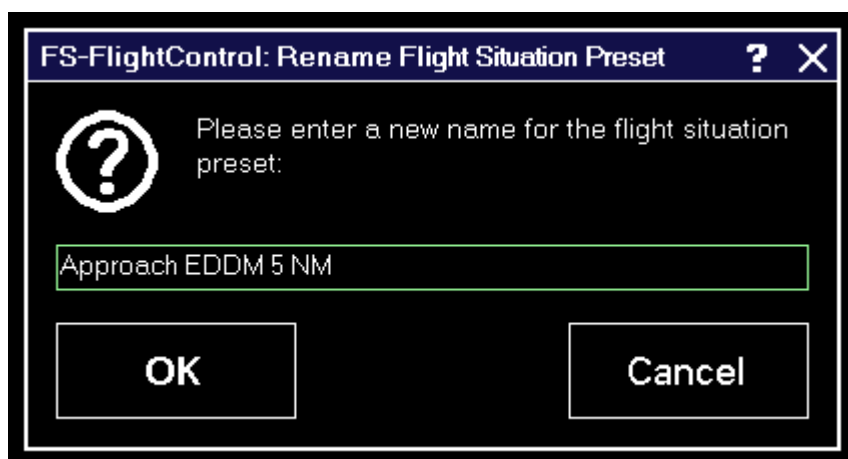 FS-FlightControl: Rename Flight Situation Preset ? X
?
Please enter a new name for the flight situation
preset:
Approach EDDM 5 NM
OK
Cancel